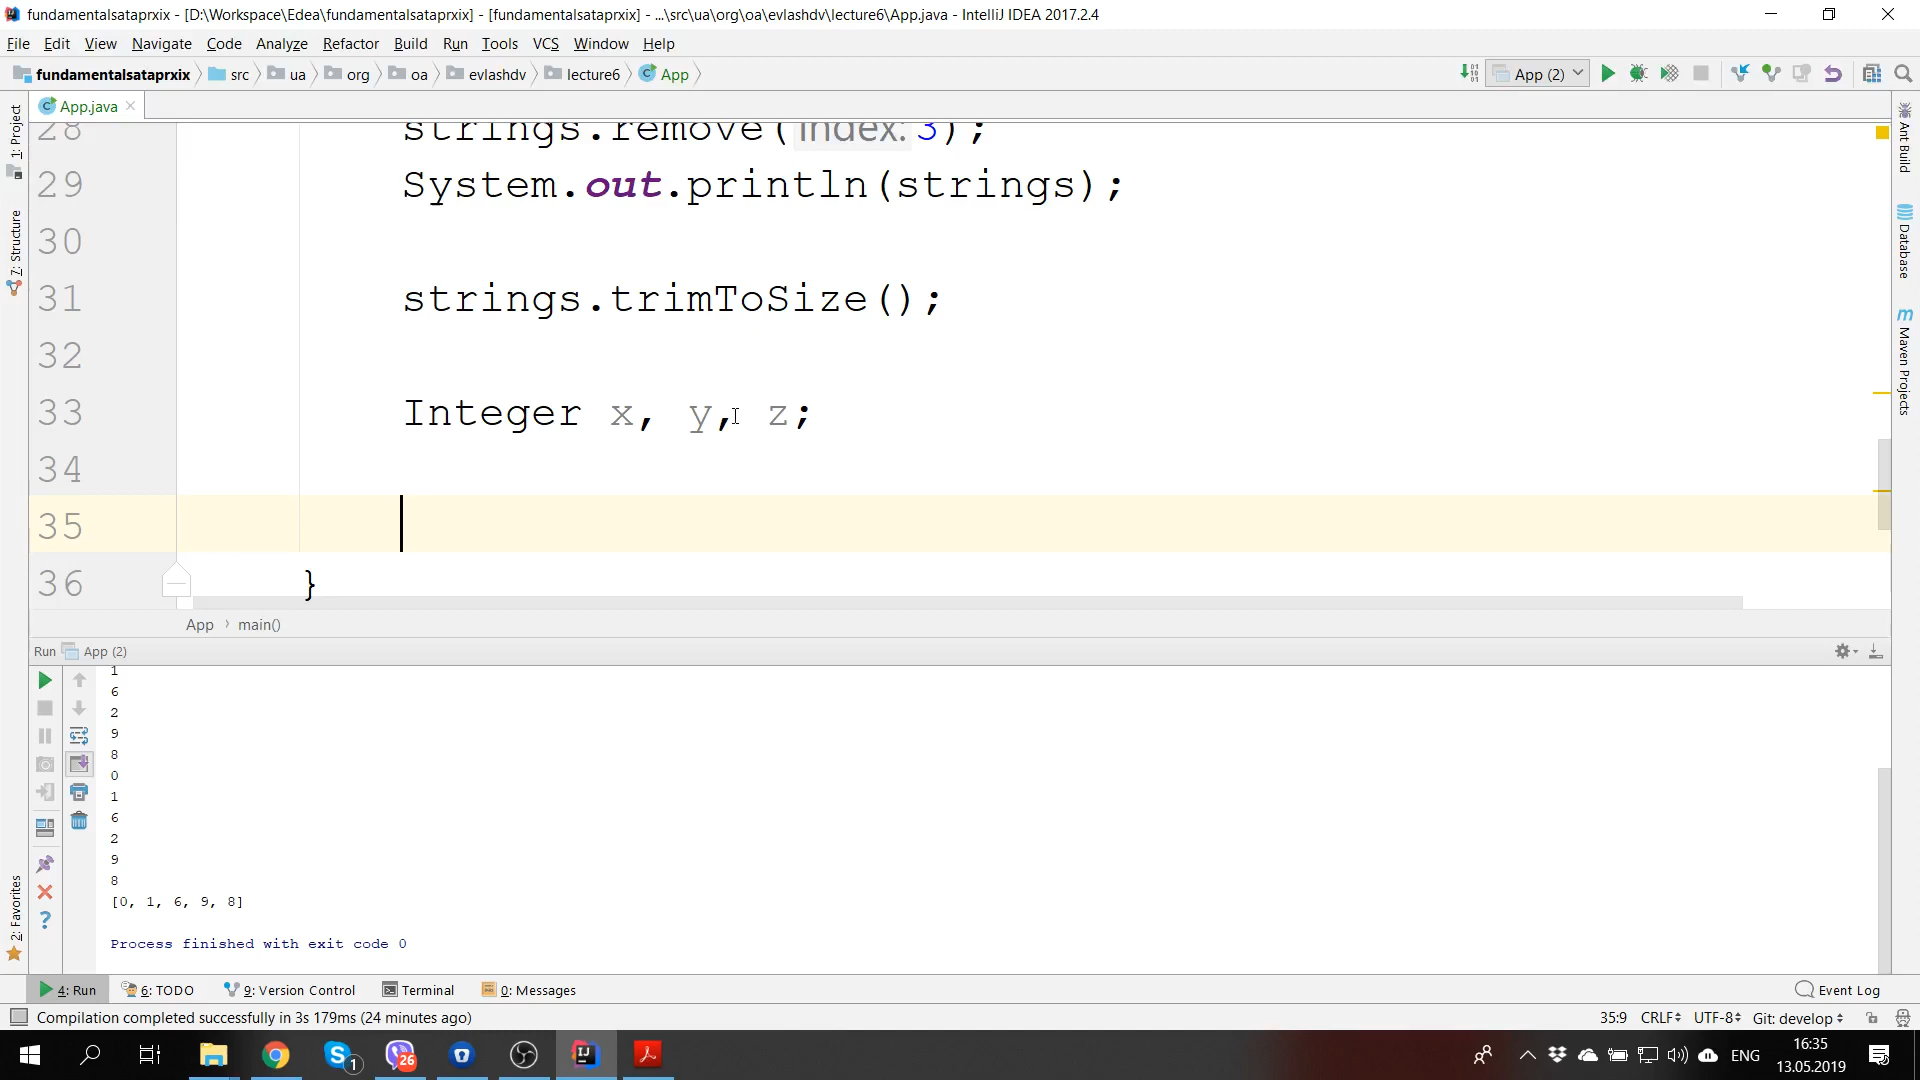 fundamentalsataprxix - [D:\Workspace\Edea\fundamentalsataprxix] - [fundamentalsataprxix] - ...\src\ua\org\oa\evlashdv\lecture6\App.java - IntelliJ IDEA 2017.2.4
File Edit View Navigate Code Analyze Refactor Build Run Tools VCS Window Help
fundamentalsataprxix src ua org oa evlashdv lecture6 App
App (2)
App.java
1: Project
7: Structure
2: Favorites
Ant Build
Database
Maven Projects
28 strings.remove( index: 3);
29 System.out.println(strings);
30
31 strings.trimToSize();
32
33 Integer x, y, z;
34
35
36 }
App main()
Run App (2)
1
6
2
9
8
0
1
6
2
9
8
[0, 1, 6, 9, 8]
Process finished with exit code 0
4: Run 6: TODO 9: Version Control Terminal 0: Messages Event Log
Compilation completed successfully in 3s 179ms (24 minutes ago) 35:9 CRLF UTF-8 Git: develop
1 26 ENG 16:35
13.05.2019